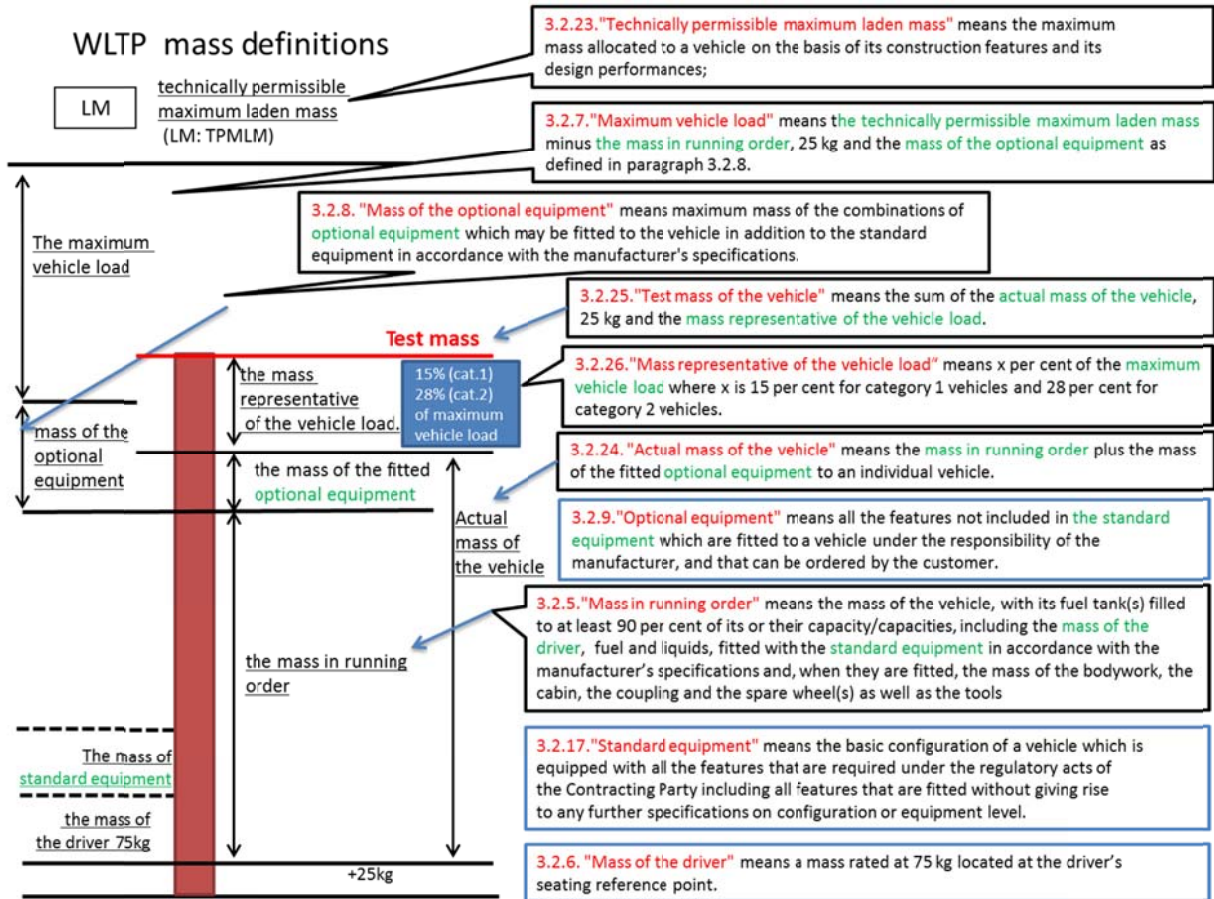 WLTP mass definitions
LM
technically permissible
maximum laden mass
(LM: TPMLM)
3.2.23."Technically permissible maximum laden mass" means the maximum
mass allocated to a vehicle on the basis of its construction features and its
design performances;
3.2.7."Maximum vehicle load" means the technically permissible maximum laden mass
minus the mass in running order, 25 kg and the mass of the optional equipment as
defined in paragraph 3.2.8.
3.2.8. "Mass of the optional equipment" means maximum mass of the combinations of
optional equipment which may be fitted to the vehicle in addition to the standard
equipment in accordance with the manufacturer's specifications.
The maximum
vehicle load
3.2.25."Test mass of the vehicle" means the sum of the actual mass of the vehicle,
25 kg and the mass representative of the vehicle load.
Test mass
the mass
representative
of the vehicle load.
15% (cat.1)
28% (cat.2)
of maximum
vehicle load
3.2.26."Mass representative of the vehicle load" means x per cent of the maximum
vehicle load where x is 15 per cent for category 1 vehicles and 28 per cent for
category 2 vehicles.
mass of the
optional
equipment
the mass of the fitted
optional equipment
3.2.24."Actual mass of the vehicle" means the mass in running order plus the mass
of the fitted optional equipment to an individual vehicle.
Actual
mass of
the vehicle
3.2.9."Optional equipment" means all the features not included in the standard
equipment which are fitted to a vehicle under the responsibility of the
manufacturer, and that can be ordered by the customer.
3.2.5."Mass in running order" means the mass of the vehicle, with its fuel tank(s) filled
to at least 90 per cent of its or their capacity/capacities, including the mass of the
driver, fuel and liquids, fitted with the standard equipment in accordance with the
manufacturer's specifications and, when they are fitted, the mass of the bodywork, the
cabin, the coupling and the spare wheel(s) as well as the tools
the mass in running
order
The mass of
standard equipment
3.2.17."Standard equipment" means the basic configuration of a vehicle which is
equipped with all the features that are required under the regulatory acts of
the Contracting Party including all features that are fitted without giving rise
to any further specifications on configuration or equipment level.
the mass of
the driver 75kg
+25kg
3.2.6. "Mass of the driver" means a mass rated at 75 kg located at the driver's
seating reference point.